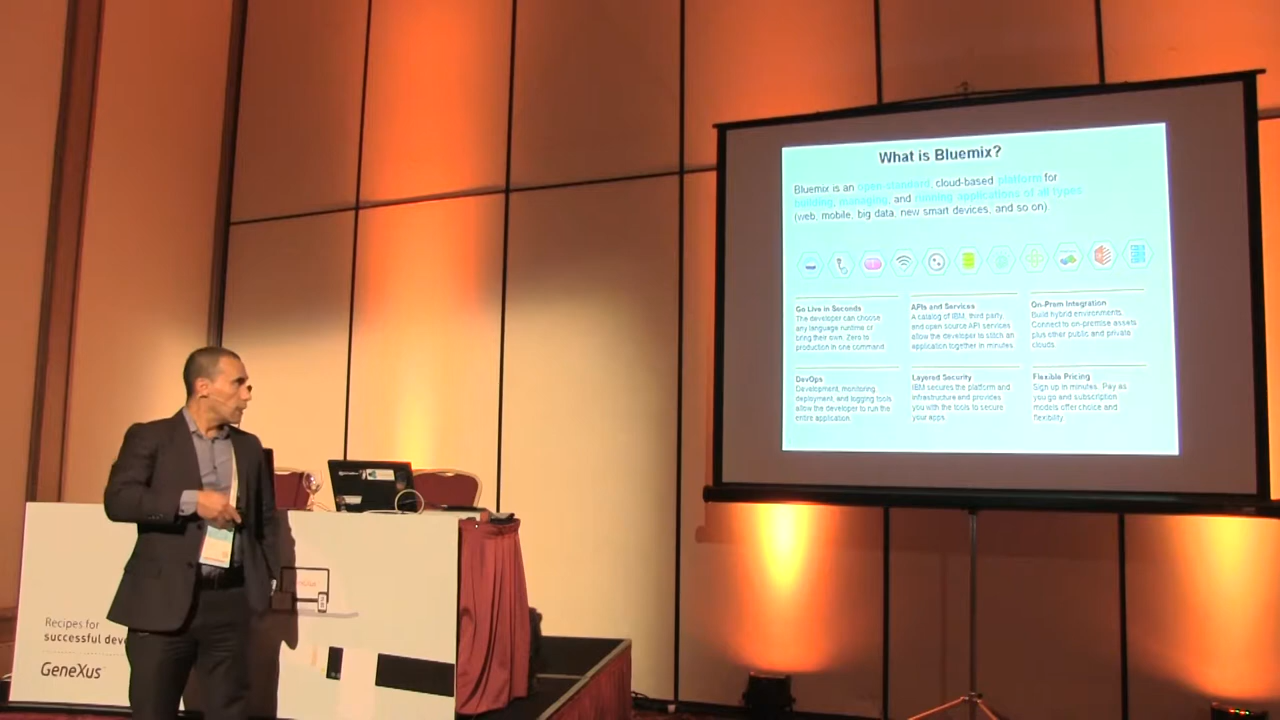 What is Bluemix?
Bluemix is an open-standard, cloud-based platform for
building, managing, and running applications of all types
(web, mobile, big data, new smart devices, and so on).
Go Live in Seconds
The developer can choose
any language runtime or
bring their own. Zero to
production in one command
APIs and Services
A catalog of IBM, third party
and open source API services
allow the developer to stitch an
application together in minutes
On-Prem Integration
Build hybrid environments.
Connect to on-premise assets
plus other public and private
clouds.
DevOps
Development, monitoring
deployment, and logging tools
allow the developer to run the
entire application
Layered Security
IBM secures the platform and
infrastructure and provides
you with the tools to secure
your apps.
Flexible Pricing
Sign up in minutes. Pay as
you go and subscription
models offer choice and
flexibility.
Recipes for
successful deve
GeneXus